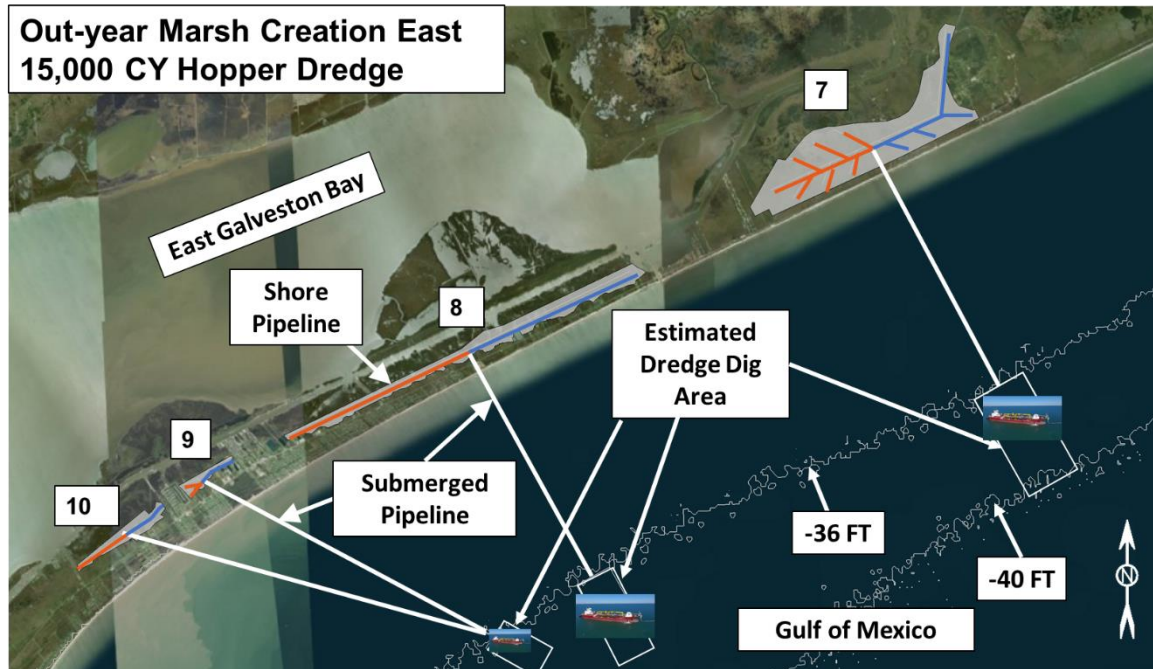 Out-year Marsh Creation East
15,000 CY Hopper Dredge
7
East Galveston Bay
Shore
Pipeline
8
Estimated
Dredge Dig
Area
9
Submerged
Pipeline
10
-36 FT
-40 FT
N
Gulf of Mexico